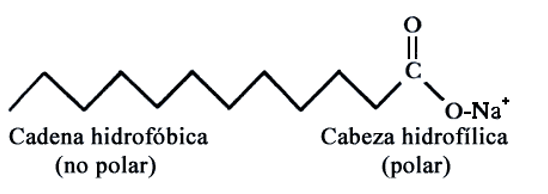 O
C
O-Na+
Cadena hidrofóbica
(no polar)
Cabeza hidrofílica
(polar)